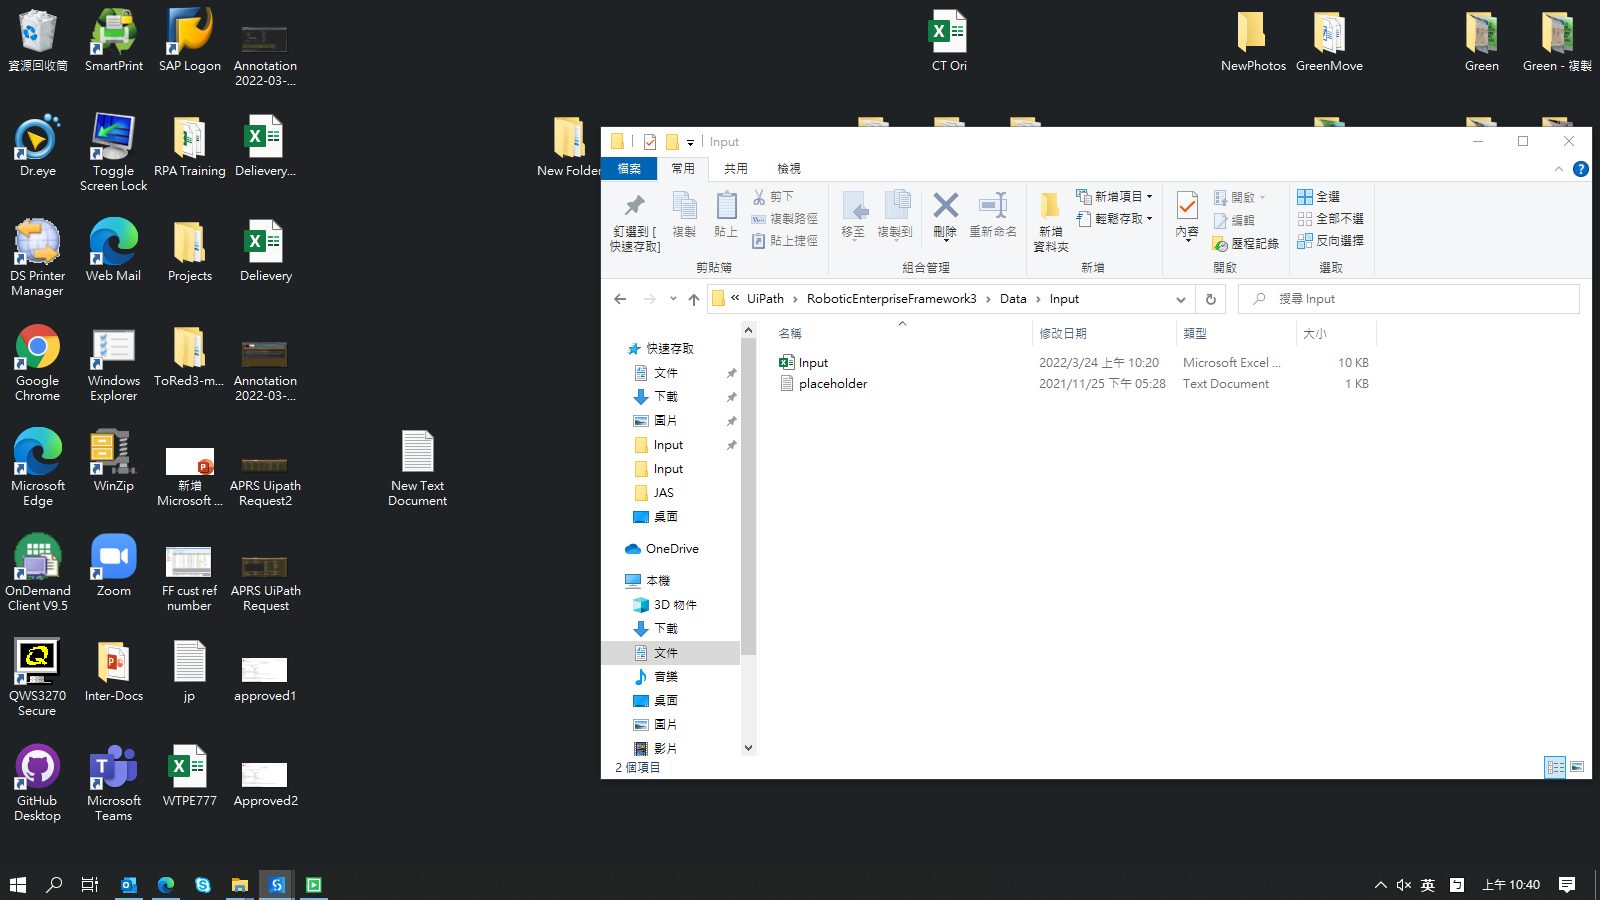 資源回收筒
SmartPrint
SAP Logon
Annotation
2022-03-...
CT Ori
NewPhotos
GreenMove
Green
Green - 複製
Dr.eye
Toggle
Screen Lock
RPA Training
Delievery...
New Folder
DS Printer
Manager
Web Mail
Projects
Delievery
Google
Chrome
Windows
Explorer
ToRed3-m...
Annotation
2022-03-...
Microsoft
Edge
WinZip
新增
Microsoft ...
APRS Uipath
Request2
New Text
Document
OnDemand
Client V9.5
Zoom
FF cust ref
number
APRS UiPath
Request
QWS3270
Secure
Inter-Docs
jp
approved1
GitHub
Desktop
Microsoft
Teams
WTPE777
Approved2
Input
檔案
常用
共用
檢視
釘選到 [
快速存取]
複製
貼上
剪下
複製路徑
貼上捷徑
剪貼簿
移至
複製到
刪除
重新命名
組合管理
新增
資料夾
新增項目
輕鬆存取
新增
內容
開啟
編輯
歷程記錄
開啟
全選
全部不選
反向選擇
選取
« UiPath › RoboticEnterpriseFramework3 › Data › Input
搜尋 Input
快速存取
文件
下載
圖片
Input
Input
JAS
桌面
OneDrive
本機
3D 物件
下載
文件
音樂
桌面
圖片
影片
名稱 修改日期 類型 大小
Input 2022/3/24 上午 10:20 Microsoft Excel ... 10 KB
placeholder 2021/11/25 下午 05:28 Text Document 1 KB
2 個項目
英
ㄅ
上午 10:40